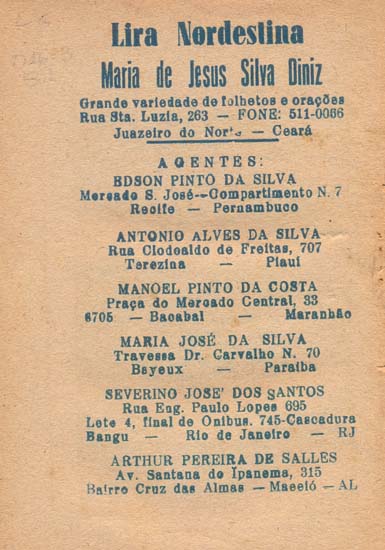 Lira Nordestina
Maria de Jesus Silva Diniz
Grande variedade de folhetos e orações
Rua Sta. Luzia, 263 — FONE: 511-0066
Juazeiro do Norte — Ceará
AGENTES:
EDSON PINTO DA SILVA
Mercado S. José--Compartimento N. 7
Recife — Pernambuco
ANTONIO ALVES DA SILVA
Rua Clodoaldo de Freitas, 707
Terezina — Piaui
MANOEL PINTO DA COSTA
Praça do Mercado Central, 33
6705 — Bacabal — Maranhão
MARIA JOSÉ DA SILVA
Travessa Dr. Carvalho N. 70
Bayeux — Paraiba
SEVERINO JOSE' DOS SANTOS
Rua Eng. Paulo Lopes 695
Lete 4, final de Onibus. 745-Cascadura
Bangu — Rio de Janeiro — RJ
ARTHUR PEREIRA DE SALLES
Av. Santana do Ipanema, 315
Bairro Cruz das Almas — Maceió — AL